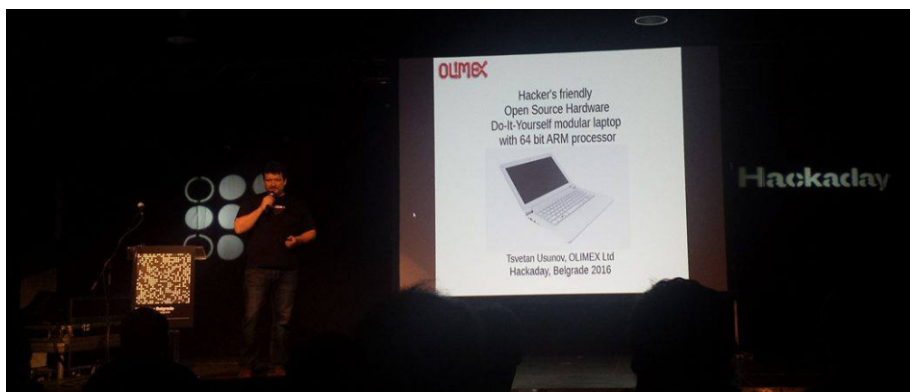 OLIMEX
Hacker's friendly
Open Source Hardware
Do-It-Yourself modular laptop
with 64 bit ARM processor
Tsvetan Usunov, OLIMEX Ltd
Hackaday, Belgrade 2016
Hackaday
Belgrade